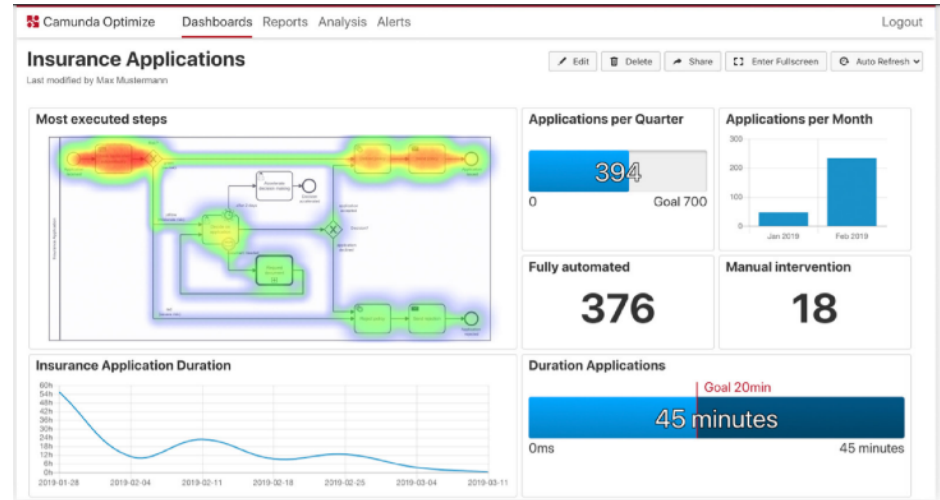 Camunda Optimize Dashboards Reports Analysis Alerts Logout
Insurance Applications
Last modified by Max Mustermann
Edit Delete Share Enter Fullscreen Auto Refresh
Most executed steps
Insurance Application
Applications per Quarter
394
0 Goal 700
Applications per Month
300
200
100
0
Jan 2019 Feb 2019
Fully automated
376
Manual intervention
18
Insurance Application Duration
60h
54h
48h
42h
36h
30h
24h
18h
12h
6h
0h
2019-01-28 2019-02-04 2019-02-11 2019-02-18 2019-02-25 2019-03-04 2019-03-11
Duration Applications
Goal 20min
45 minutes
0ms 45 minutes